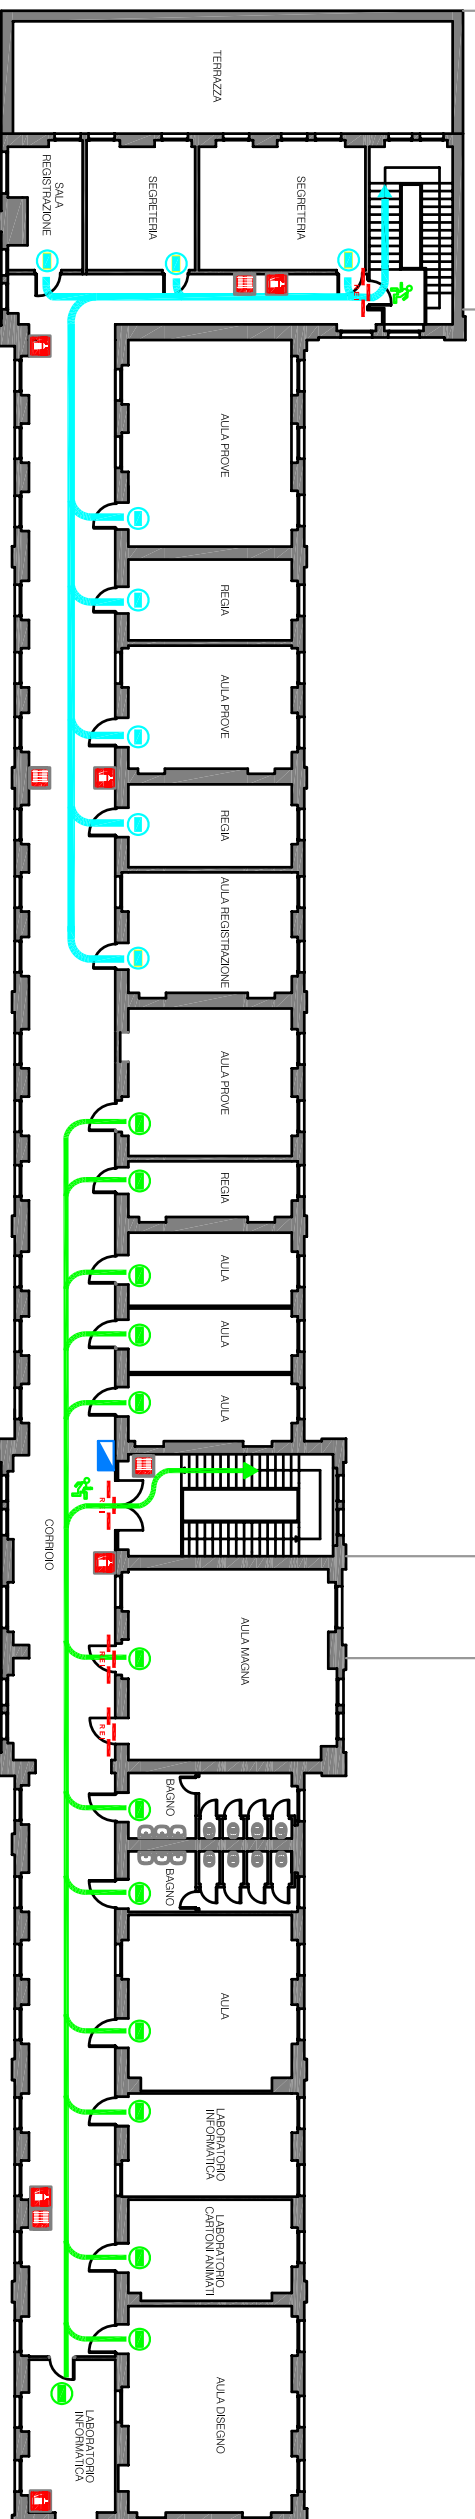 TERRAZZA
SALA
REGISTRAZIONE
SEGRETERIA
SEGRETERIA
AULA PROVE
REGIA
AULA PROVE
REGIA
AULA REGISTRAZIONE
AULA PROVE
REGIA
AULA
AULA
AULA
CORRIOIO
AULA MAGNA
BAGNO
BAGNO
AULA
LABORATORIO
INFORMATICA
LABORATORIO
CARTONI ANIMATI
AULA DISEGNO
LABORATORIO
INFORMATICA